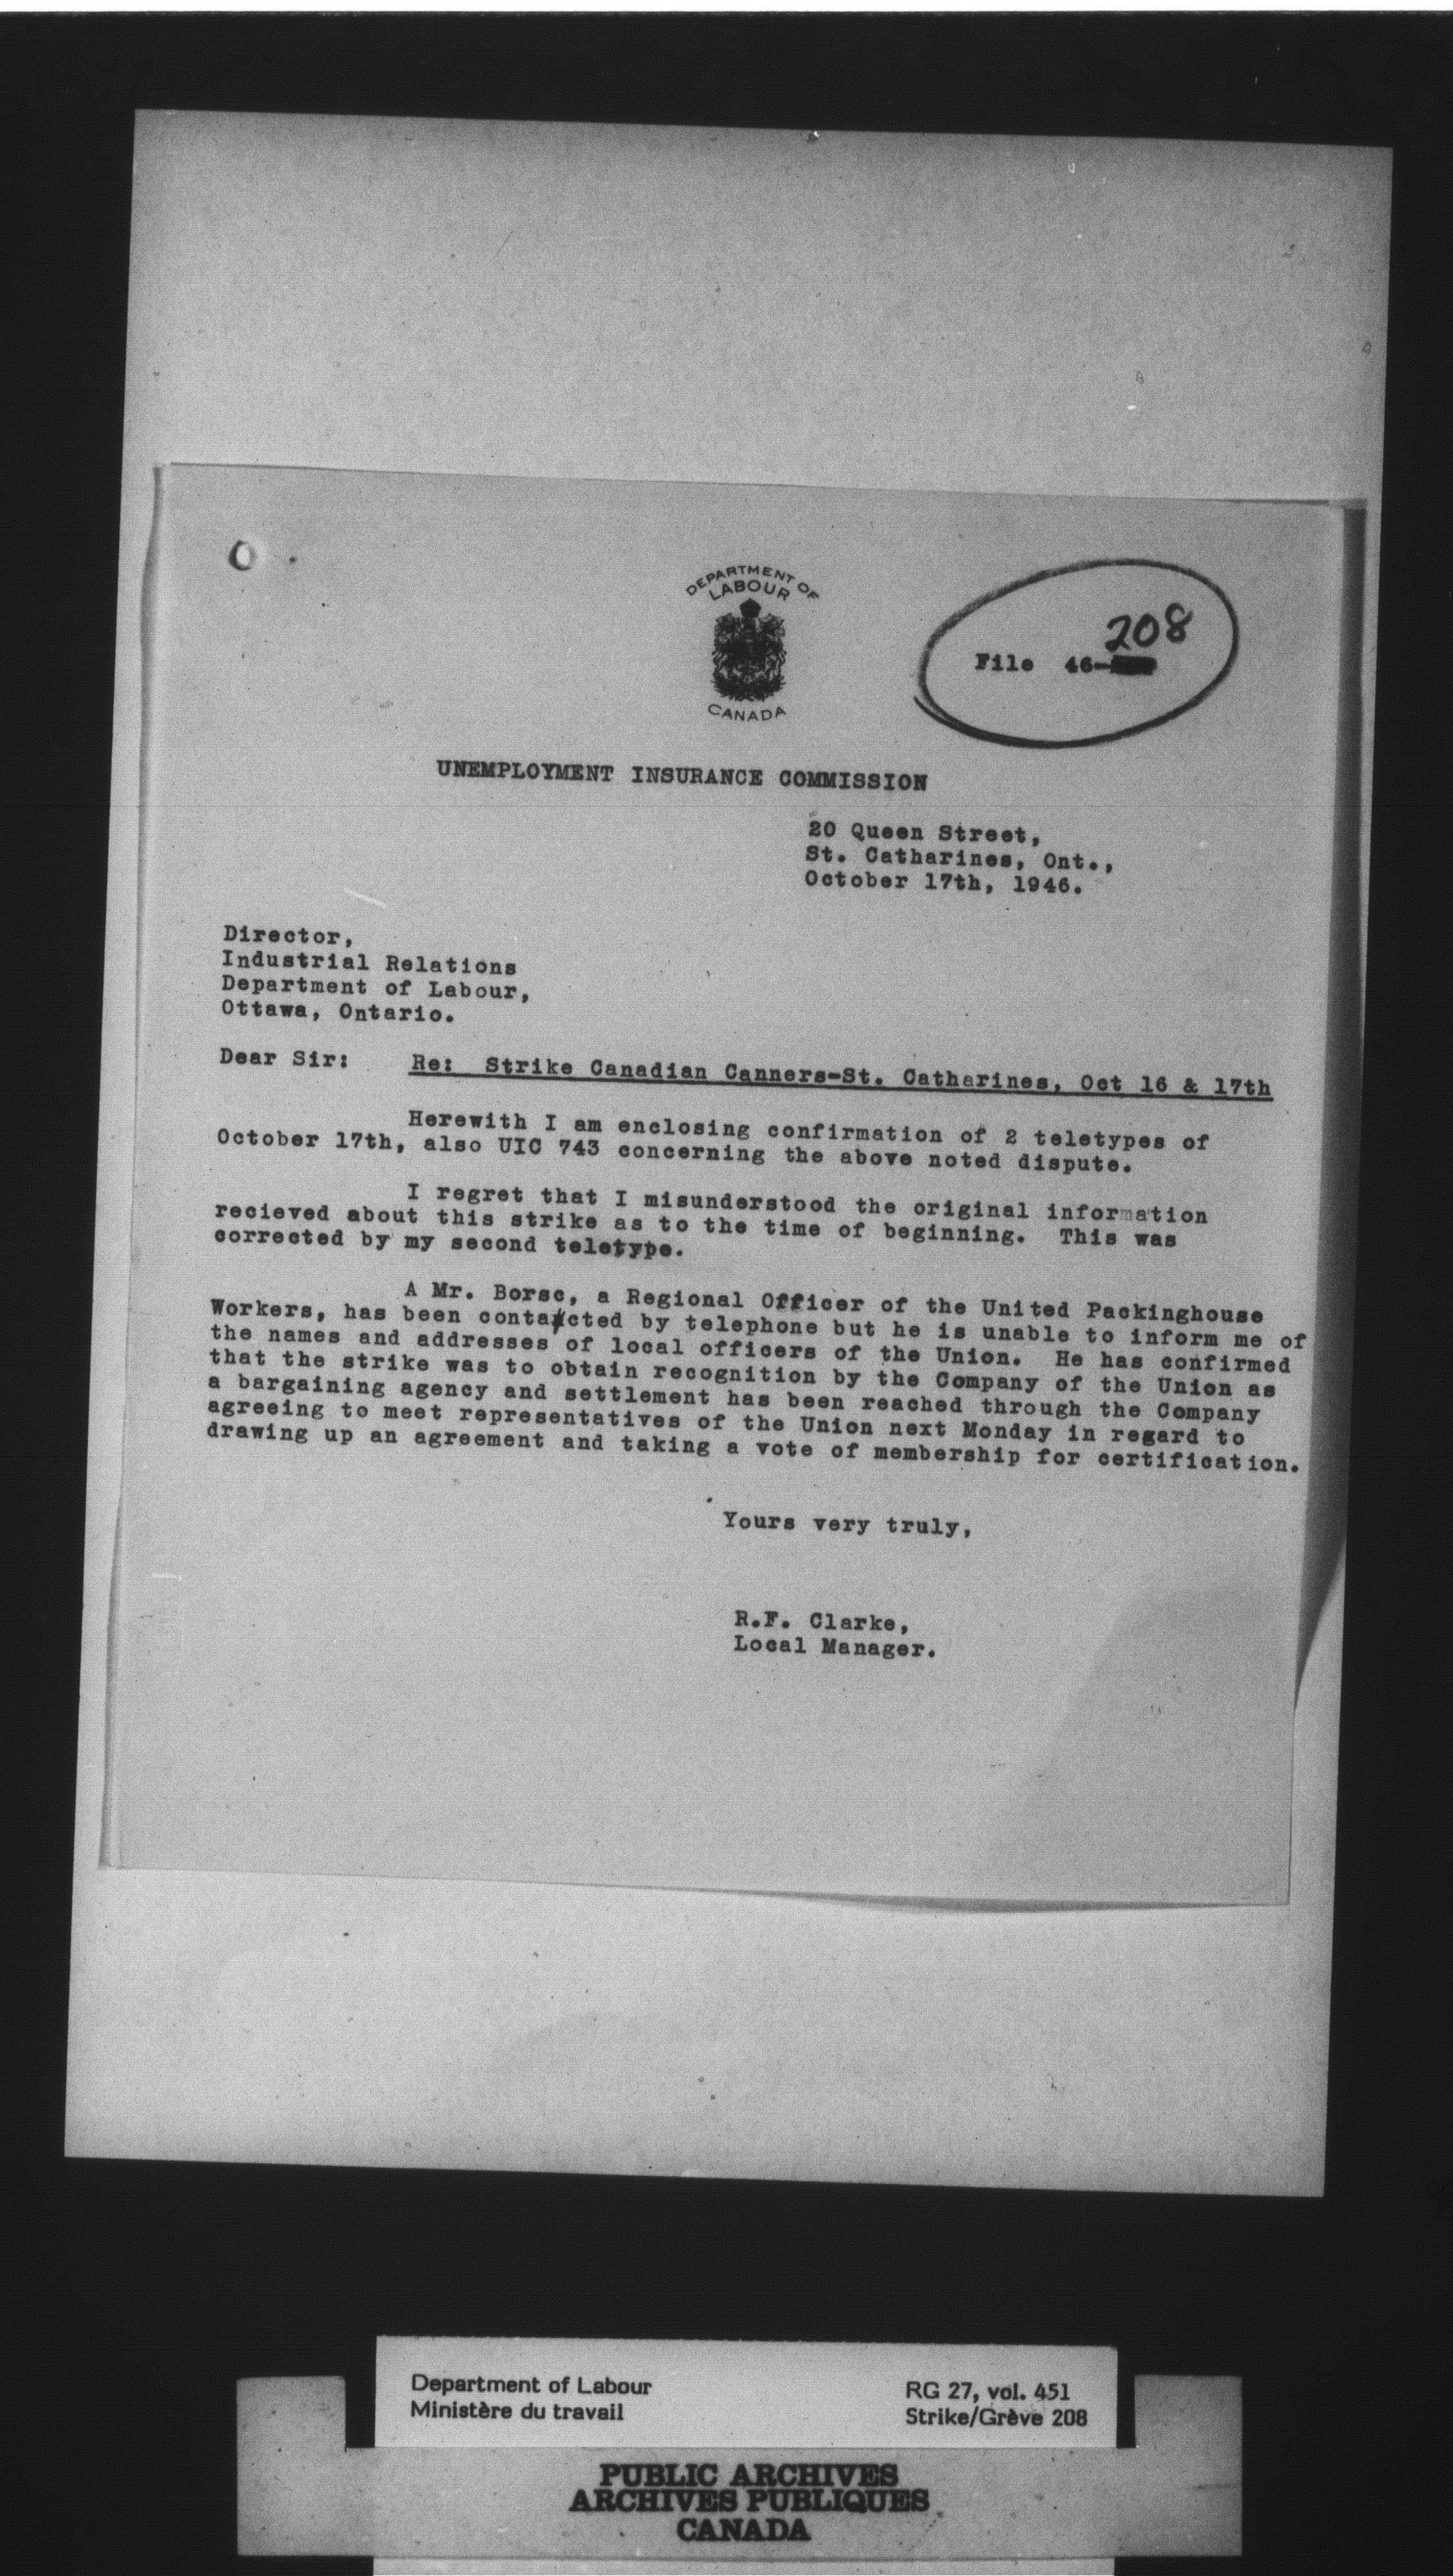 DEPARTMENT OF
LABOUR
CANADA
208
File 46-
UNEMPLOYMENT INSURANCE COMMISSION
20 Queen Street,
St. Catharines, Ont.,
October 17th, 1946.
Director,
Industrial Relations
Department of Labour,
Ottawa, Ontario.
Dear Sir: Re: Strike Canadian Canners-St. Catharines, Oct 16 & 17th
Herewith I am enclosing confirmation of 2 teletypes of
October 17th, also UIC 743 concerning the above noted dispute.
I regret that I misunderstood the original information
recieved about this strike as to the time of beginning. This was
corrected by my second teletype.
A Mr. Borsc, a Regional Officer of the United Packinghouse
Workers, has been contacted by telephone but he is unable to inform me of
the names and addresses of local officers of the Union. He has confirmed
that the strike was to obtain recognition by the Company of the Union as
a bargaining agency and settlement has been reached through the Company
agreeing to meet representatives of the Union next Monday in regard to
drawing up an agreement and taking a vote of membership for certification.
Yours very truly,
R.F. Clarke,
Local Manager.
Department of Labour
Ministère du travail
RG 27, vol. 451
Strike/Grève 208
PUBLIC ARCHIVES
ARCHIVES PUBLIQUES
CANADA